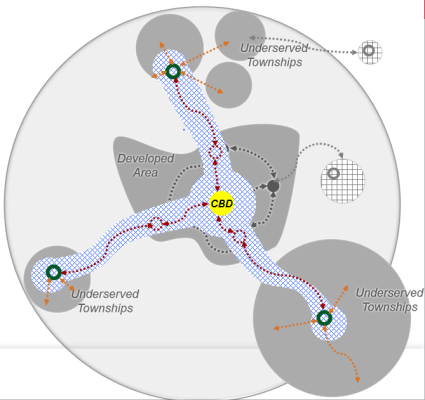 Underserved
Townships
Developed
Area
CBD
Underserved
Townships
Underserved
Townships